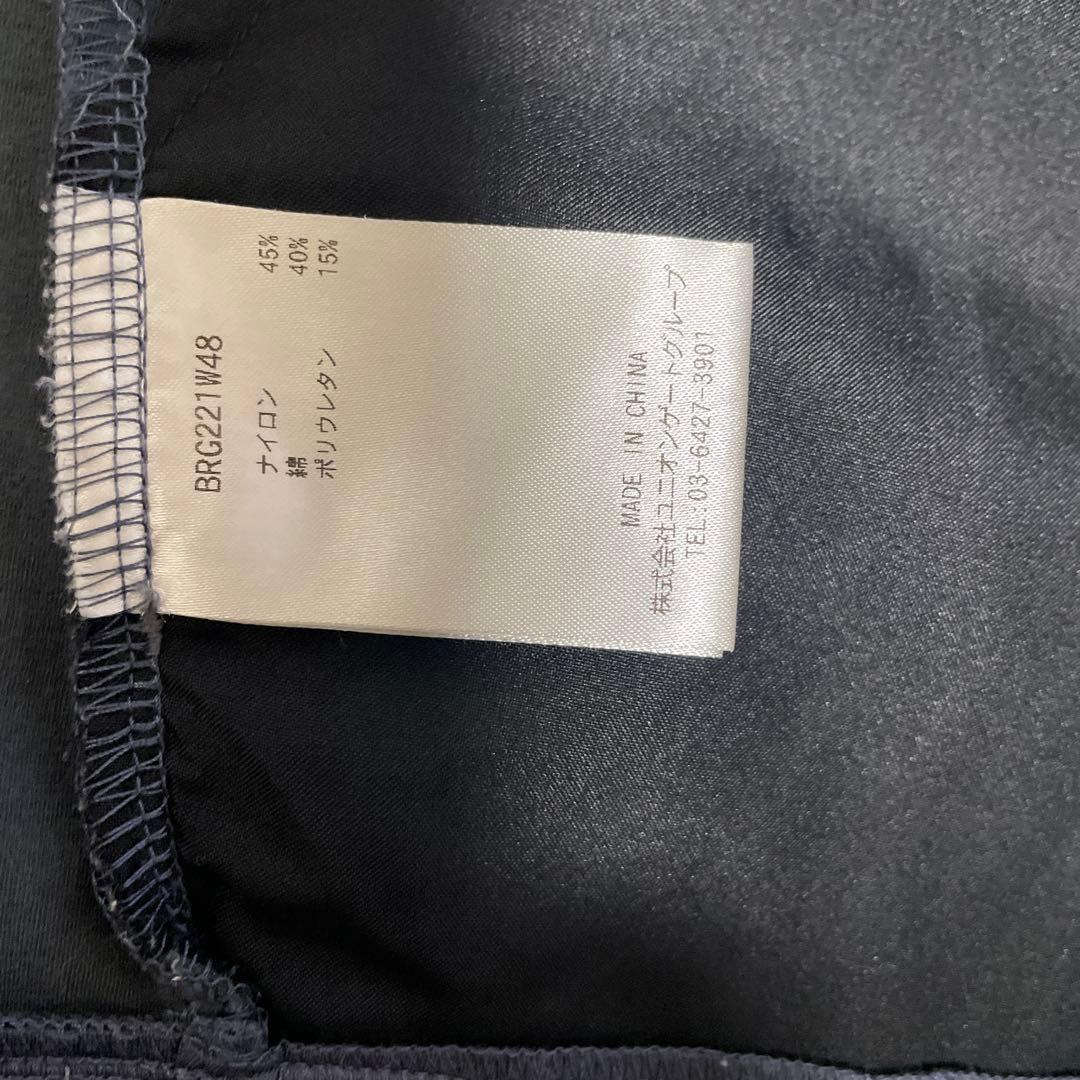 BRG221W48
ナイロン 45%
綿 40%
ポリウレタン 15%
MADE IN CHINA
株式会社ユニオンゲートグループ
TEL:03-6427-3901